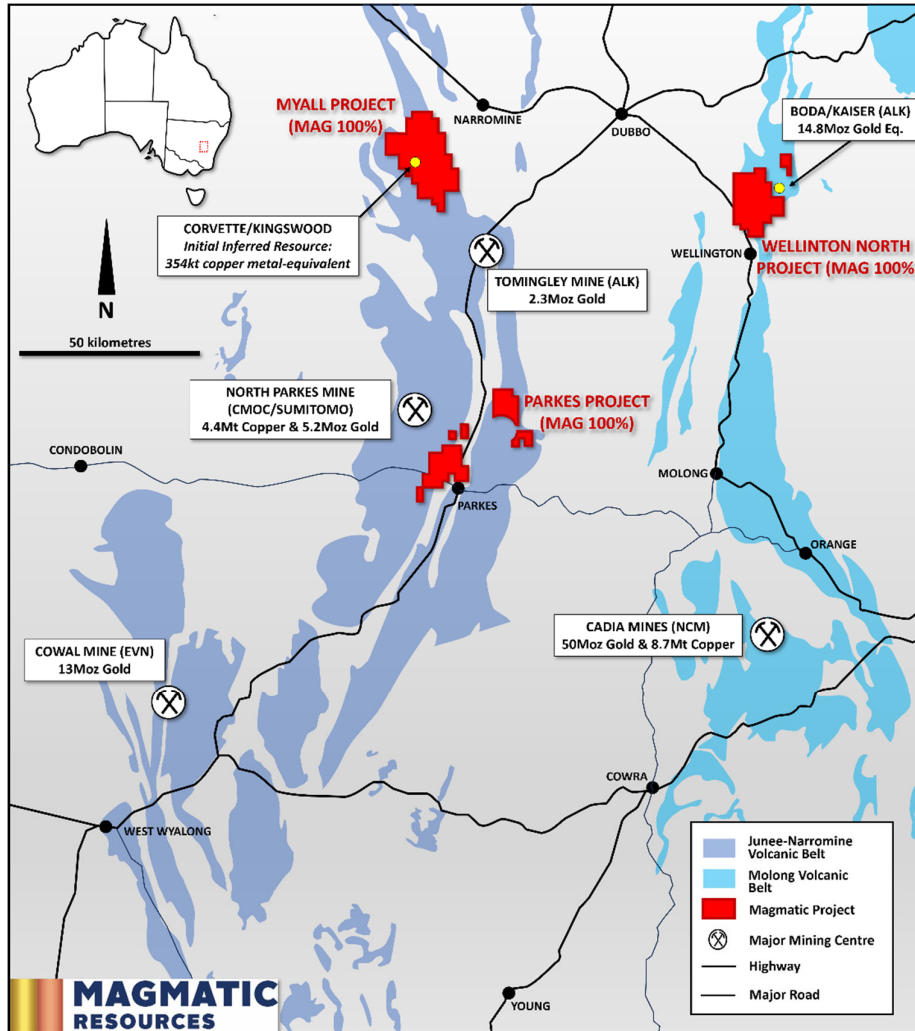 MYALL PROJECT
(MAG 100%)
NARROMINE
DUBBO
BODA/KAISER (ALK)
14.8Moz Gold Eq.
CORVETTE/KINGSWOOD
Initial Inferred Resource:
354kt copper metal-equivalent
WELLINGTON
WELLINTON NORTH
PROJECT (MAG 100%)
TOMINGLEY MINE (ALK)
2.3Moz Gold
N
50 kilometres
NORTH PARKES MINE
(CMOC/SUMITOMO)
4.4Mt Copper & 5.2Moz Gold
PARKES PROJECT
(MAG 100%)
CONDOBOLIN
MOLONG
PARKES
ORANGE
CADIA MINES (NCM)
50Moz Gold & 8.7Mt Copper
COWAL MINE (EVN)
13Moz Gold
COWRA
WEST WYALONG
YOUNG
Junee-Narromine
Volcanic Belt
Molong Volcanic
Belt
Magmatic Project
Major Mining Centre
Highway
Major Road
MAGMATIC
RESOURCES